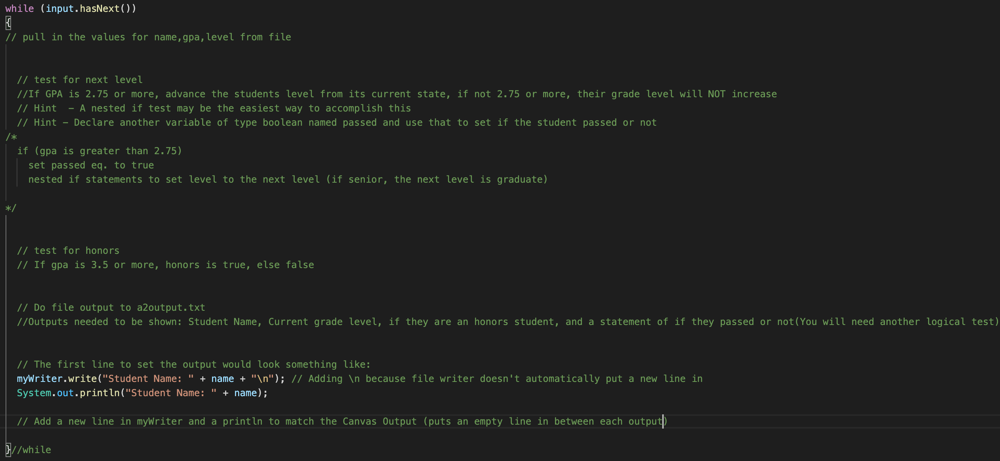 while (input.hasNext())
{
// pull in the values for name,gpa,level from file
// test for next level
//If GPA is 2.75 or more, advance the students level from its current state, if not 2.75 or more, their grade level will NOT increase
// Hint  – A nested if test may be the easiest way to accomplish this
// Hint – Declare another variable of type boolean named passed and use that to set if the student passed or not
/*
if (gpa is greater than 2.75)
set passed eq. to true
nested if statements to set level to the next level (if senior, the next level is graduate)
*/
// test for honors
// If gpa is 3.5 or more, honors is true, else false
// Do file output to a2output.txt
//Outputs needed to be shown: Student Name, Current grade level, if they are an honors student, and a statement of if they passed or not(You will need another logical test)
// The first line to set the output would look something like:
myWriter.write("Student Name: " + name + "\n"); // Adding \n because file writer doesn't automatically put a new line in
System.out.println("Student Name: " + name);
// Add a new line in myWriter and a println to match the Canvas Output (puts an empty line in between each output)
}//while